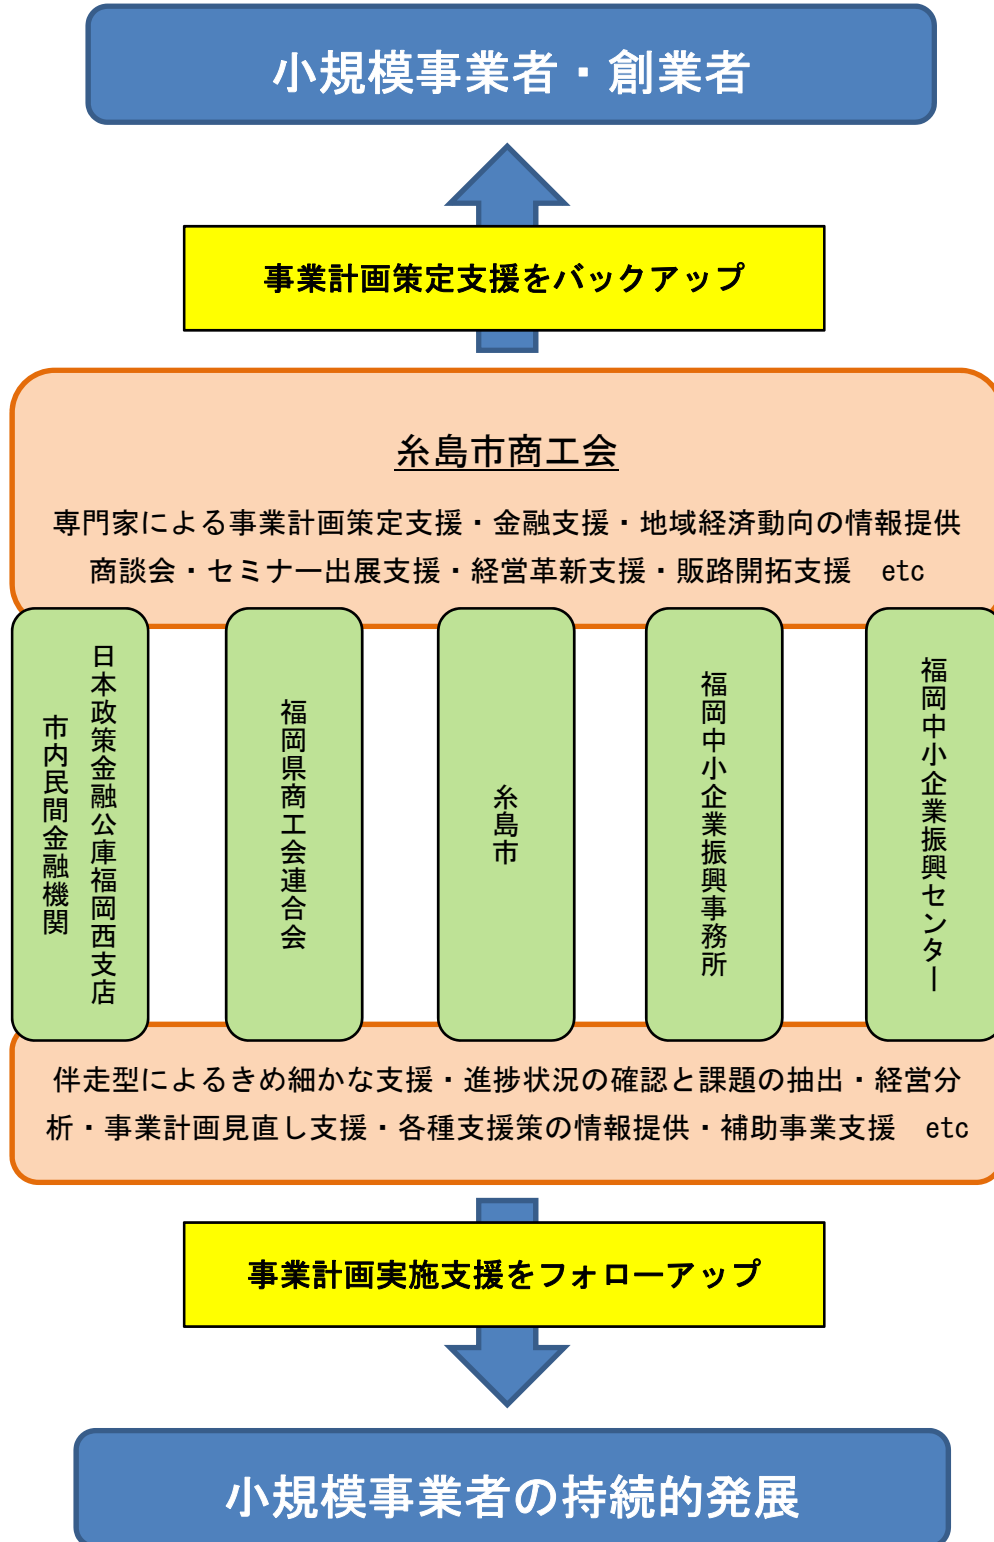 小規模事業者・創業者
事業計画策定支援をバックアップ
糸島市商工会
専門家による事業計画策定支援・金融支援・地域経済動向の情報提供
商談会・セミナー出展支援・経営革新支援・販路開拓支援　etc
日本政策金融公庫福岡西支店
市内民間金融機関
福岡県商工会連合会
糸島市
福岡中小企業振興事務所
福岡中小企業振興センター
伴走型によるきめ細かな支援・進捗状況の確認と課題の抽出・経営分
析・事業計画見直し支援・各種支援策の情報提供・補助事業支援　etc
事業計画実施支援をフォローアップ
小規模事業者の持続的発展